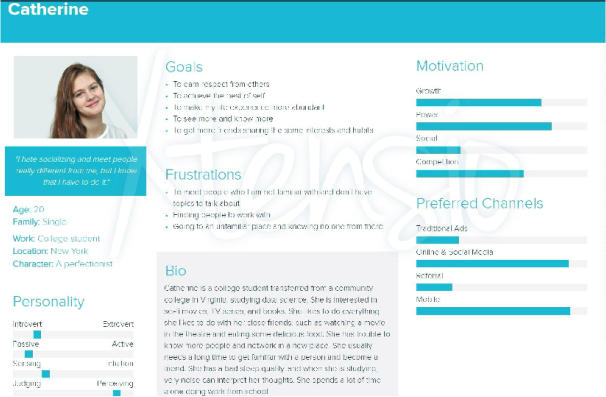 Catherine
"I hate socializing and meet people
really different from me, but I know
that I have to do it."
Age: 20
Family: Single
Work: College student
Location: New York
Character: A perfectionist
Personality
Introvert Extrovert
Passive Active
Sensing Intuition
Judging Perceiving
Goals
To earn respect from others
To achieve the best of self
To make my life experience more abundant
To see more and know more
To get more friends sharing the same interests and habits
Frustrations
To meet people who I am not familiar with and don't have
topics to talk about
Finding people to work with
Going to an unfamiliar place and knowing no one from there
Bio
Catherine is a college student transferred from a community
college in Virginia, studying data science. She is interested in
sci-fi movies, TV series, and books. She likes to do everything
she likes to do with her close friends, such as watching a movie
in the theatre and eating some delicious food. She has trouble to
know more people and network in a new place. She usually
needs a long time to get familiar with a person and become a
friend. She has a bad sleep quality, and when she is studying,
very noise can interpret her thoughts. She spends a lot of time
alone doing work from school
Motivation
Growth
Power
Social
Competition
Preferred Channels
Traditional Ads
Online & Social Media
Referral
Mobile
Xtensio